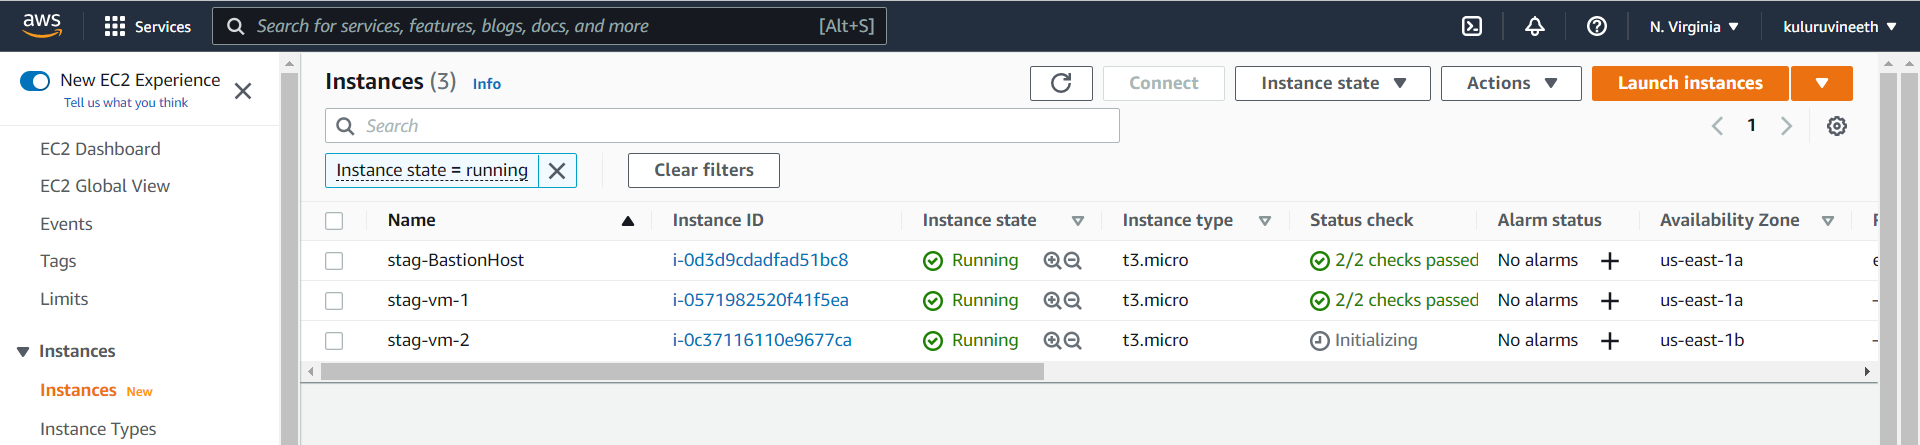 aws Services Search for services, features, blogs, docs, and more [Alt+S] N. Virginia kuluruvineeth
New EC2 Experience
Tell us what you think
EC2 Dashboard
EC2 Global View
Events
Tags
Limits
Instances
Instances New
Instance Types
Instances (3) Info Connect Instance state Actions Launch instances
Search 1
Instance state = running Clear filters
Name Instance ID Instance state Instance type Status check Alarm status Availability Zone
stag-BastionHost i-0d3d9cdadfad51bc8 Running t3.micro 2/2 checks passed No alarms us-east-1a
stag-vm-1 i-0571982520f41f5ea Running t3.micro 2/2 checks passed No alarms us-east-1a –
stag-vm-2 i-0c37116110e9677ca Running t3.micro Initializing No alarms us-east-1b –